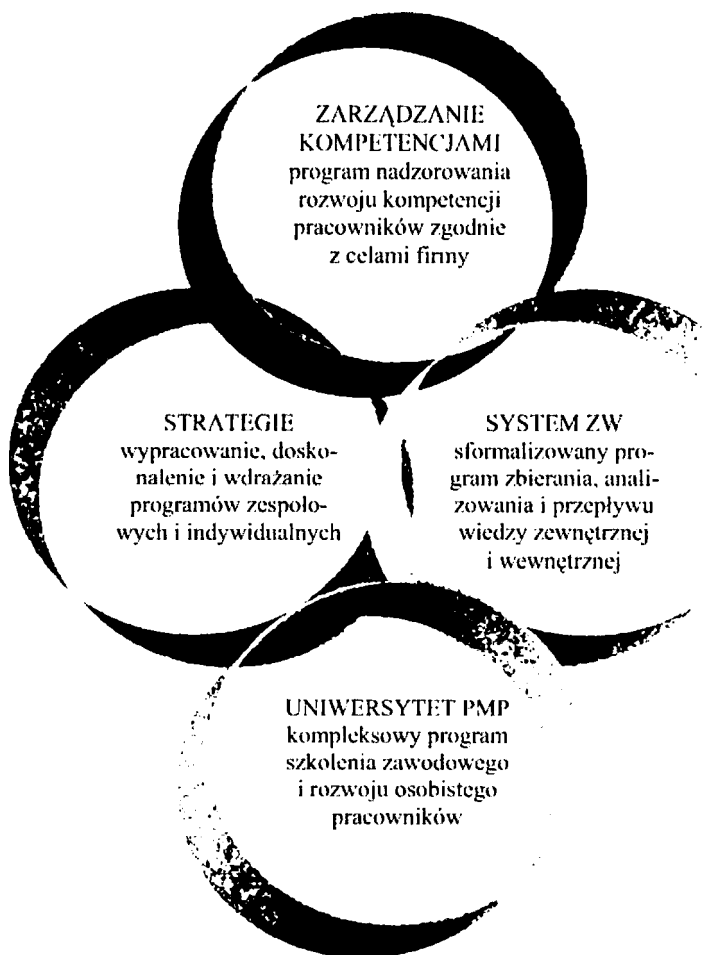 ZARZĄDZANIE
KOMPETENCJAMI
program nadzorowania
rozwoju kompetencji
pracowników zgodnie
z celami firmy
STRATEGIE
wypracowanie, dosko-
nalenie i wdrażanie
programów zespoło-
wych i indywidualnych
SYSTEM ZW
sformalizowany pro-
gram zbierania, anali-
zowania i przepływu
wiedzy zewnętrznej
i wewnętrznej
UNIWERSYTET PMP
kompleksowy program
szkolenia zawodowego
i rozwoju osobistego
pracowników